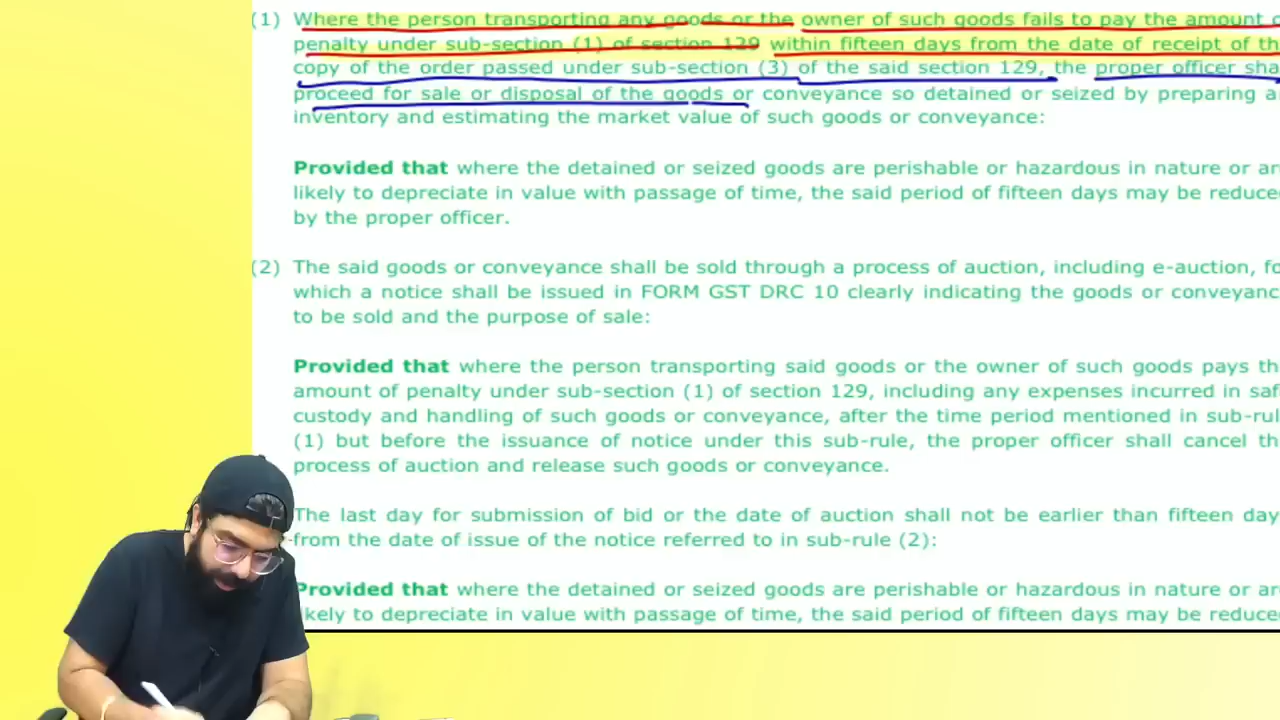 (1) Where the person transporting any goods or the owner of such goods fails to pay the amount
penalty under sub-section (1) of section 129 within fifteen days from the date of receipt of
copy of the order passed under sub-section (3) of the said section 129, the proper officer
proceed for sale or disposal of the goods or conveyance so detained or seized by preparing
inventory and estimating the market value of such goods or conveyance:
Provided that where the detained or seized goods are perishable or hazardous in nature or
likely to depreciate in value with passage of time, the said period of fifteen days may be
by the proper officer.
(2) The said goods or conveyance shall be sold through a process of auction, including e-auction,
which a notice shall be issued in FORM GST DRC 10 clearly indicating the goods or
to be sold and the purpose of sale:
Provided that where the person transporting said goods or the owner of such goods pays
amount of penalty under sub-section (1) of section 129, including any expenses incurred in
custody and handling of such goods or conveyance, after the time period mentioned in
(1) but before the issuance of notice under this sub-rule, the proper officer shall cancel
process of auction and release such goods or conveyance.
The last day for submission of bid or the date of auction shall not be earlier than fifteen
from the date of issue of the notice referred to in sub-rule (2):
Provided that where the detained or seized goods are perishable or hazardous in nature or
to depreciate in value with passage of time, the said period of fifteen days may be